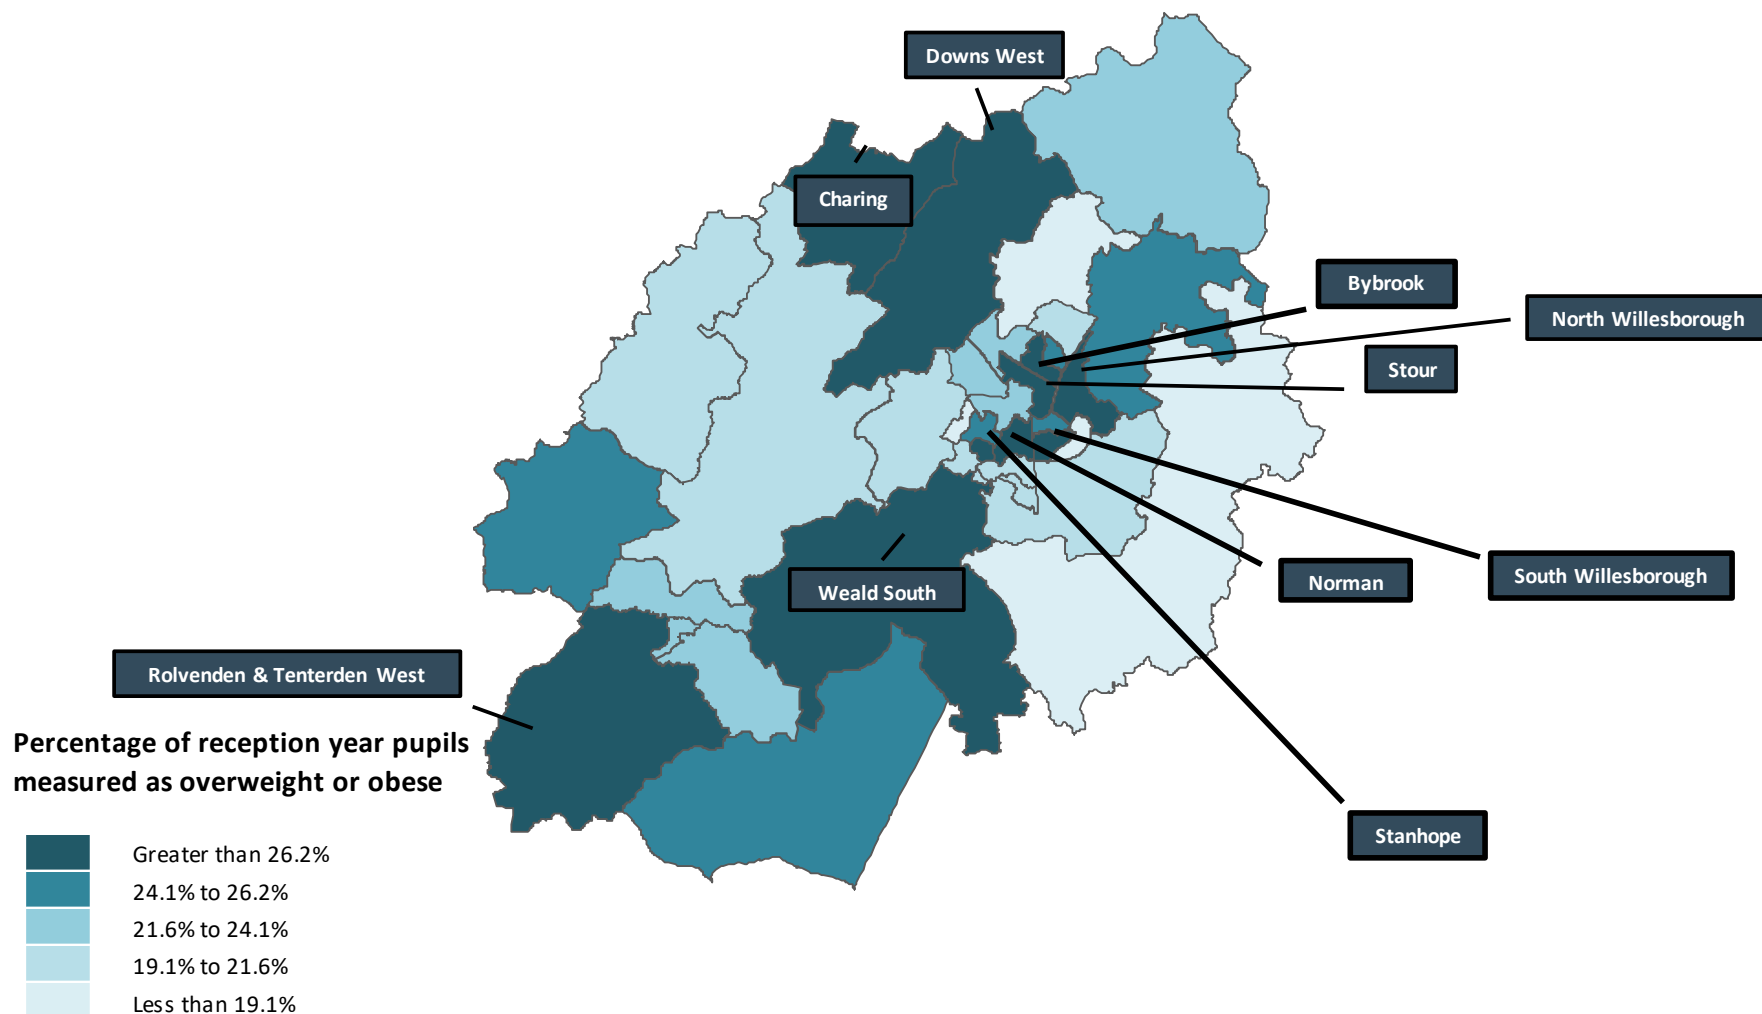 Downs West
Charing
Bybrook
North Willesborough
Stour
Norman
South Willesborough
Weald South
Rolvenden & Tenterden West
Stanhope
Percentage of reception year pupils
measured as overweight or obese
Greater than 26.2%
24.1% to 26.2%
21.6% to 24.1%
19.1% to 21.6%
Less than 19.1%